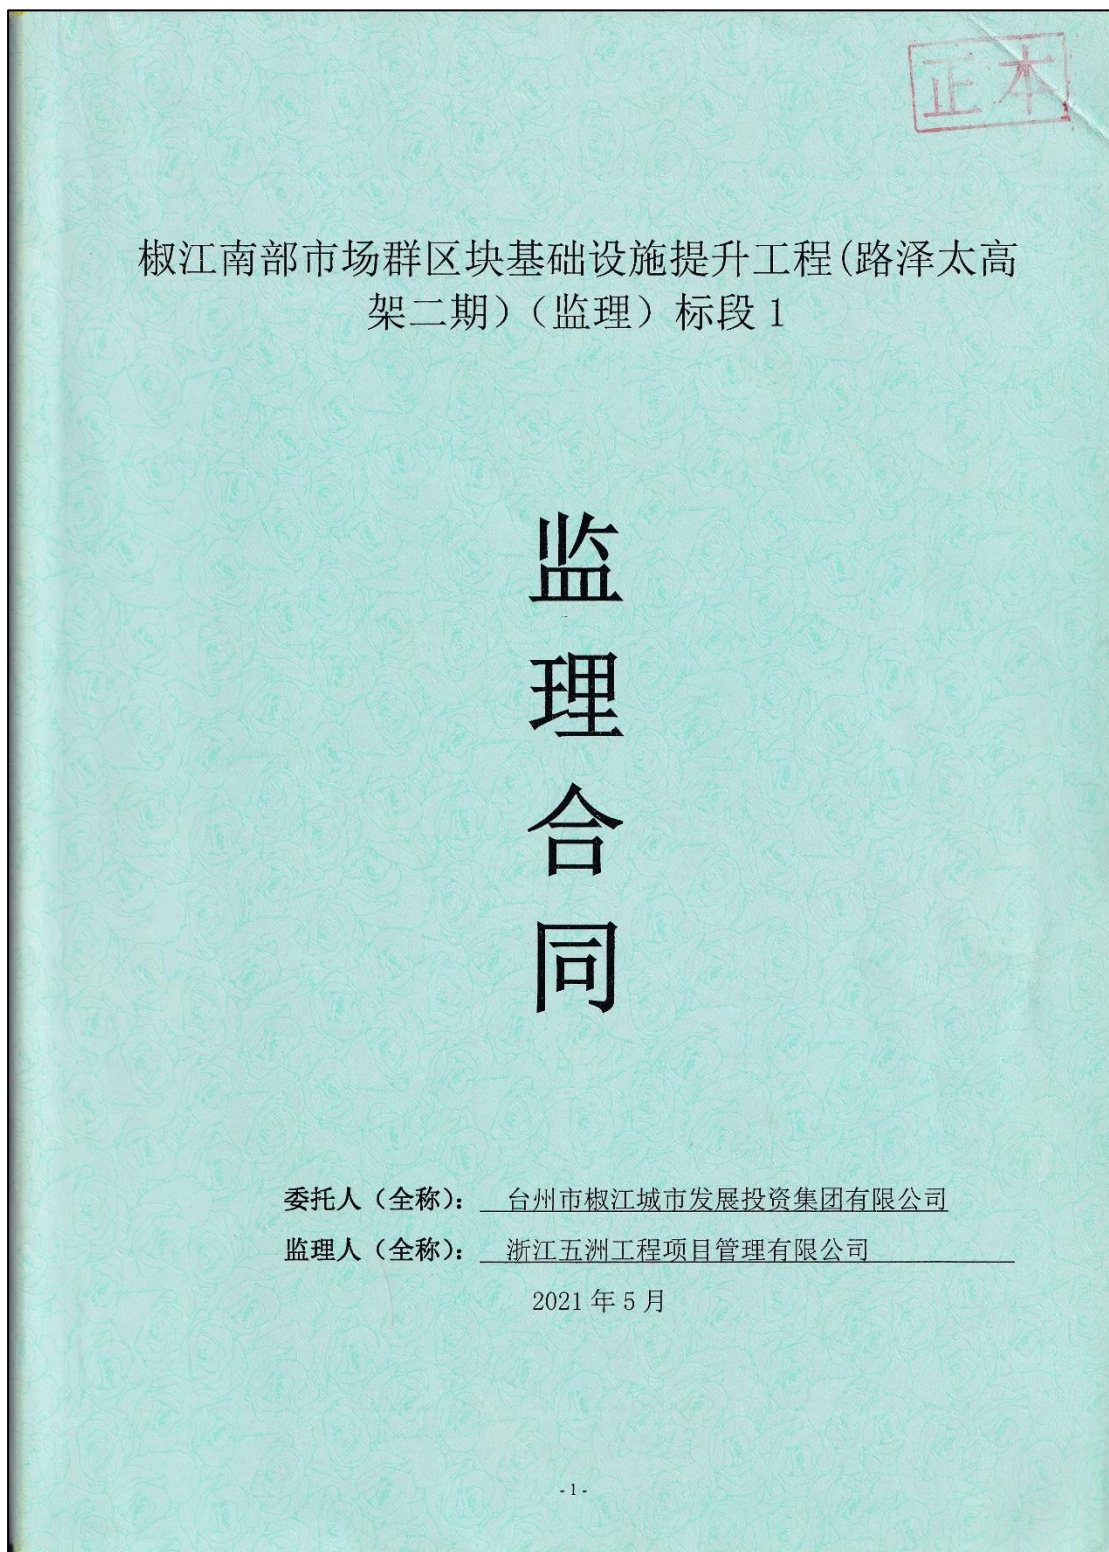 正本
椒江南部市场群区块基础设施提升工程(路泽太高
架二期)（监理）标段 1
监
理
合
同
委托人（全称）： 台州市椒江城市发展投资集团有限公司
监理人（全称）： 浙江五洲工程项目管理有限公司
2021 年 5 月
- 1 -